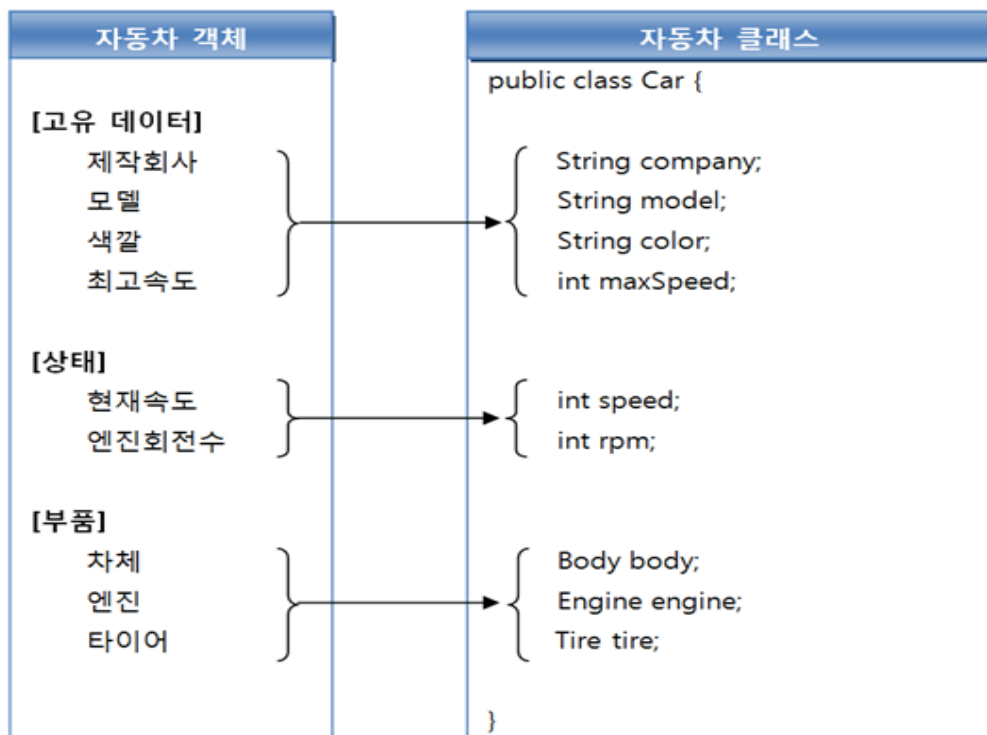 자동차 객체
[고유 데이터]
제작회사
모델
색깔
최고속도
[상태]
현재속도
엔진회전수
[부품]
차체
엔진
타이어
자동차 클래스
public class Car {
String company;
String model;
String color;
int maxSpeed;
int speed;
int rpm;
Body body;
Engine engine;
Tire tire;
}